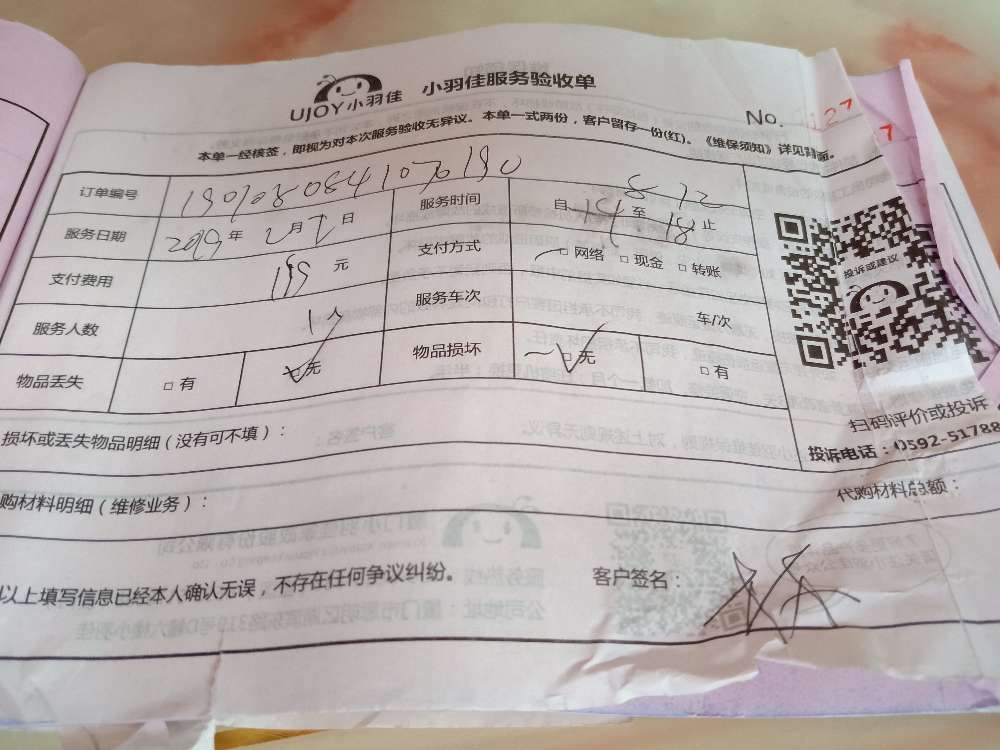 UJOY小羽佳 小羽佳服务验收单
No. 27
7
本单一经核签，即视为对本次服务验收无异议。本单一式两份，客户留存一份(红)。《维保须知》详见背面。
订单编号
服务日期 2019年 2月 日
服务时间 自 至 18 止
8 12
支付费用 199 元
支付方式 □ 网络 □ 现金 □ 转账
服务人数 1个
服务车次 车/次
物品丢失 □ 有 □ 无
物品损坏 □ 无 □ 有
投诉或建议
扫码评价或投诉
投诉电话：0592-51788
损坏或丢失物品明细（没有可不填）：
购材料明细（维修业务）：
代购材料总额：
以上填写信息已经本人确认无误，不存在任何争议纠纷。
客户签名：